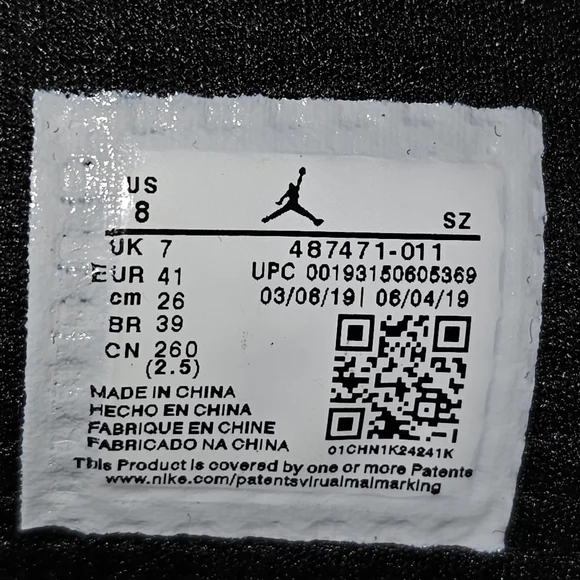 US
8
SZ
UK 7
EUR 41
cm 26
BR 39
CN 260
(2.5)
487471-011
UPC 00193150605369
03/06/19| 06/04/19
MADE IN CHINA
HECHO EN CHINA
FABRIQUE EN CHINE
FABRICADO NA CHINA
01CHN1K24241K
This Product is covered by one or more Patents
www.nike.com/patentsvirualmalmarking